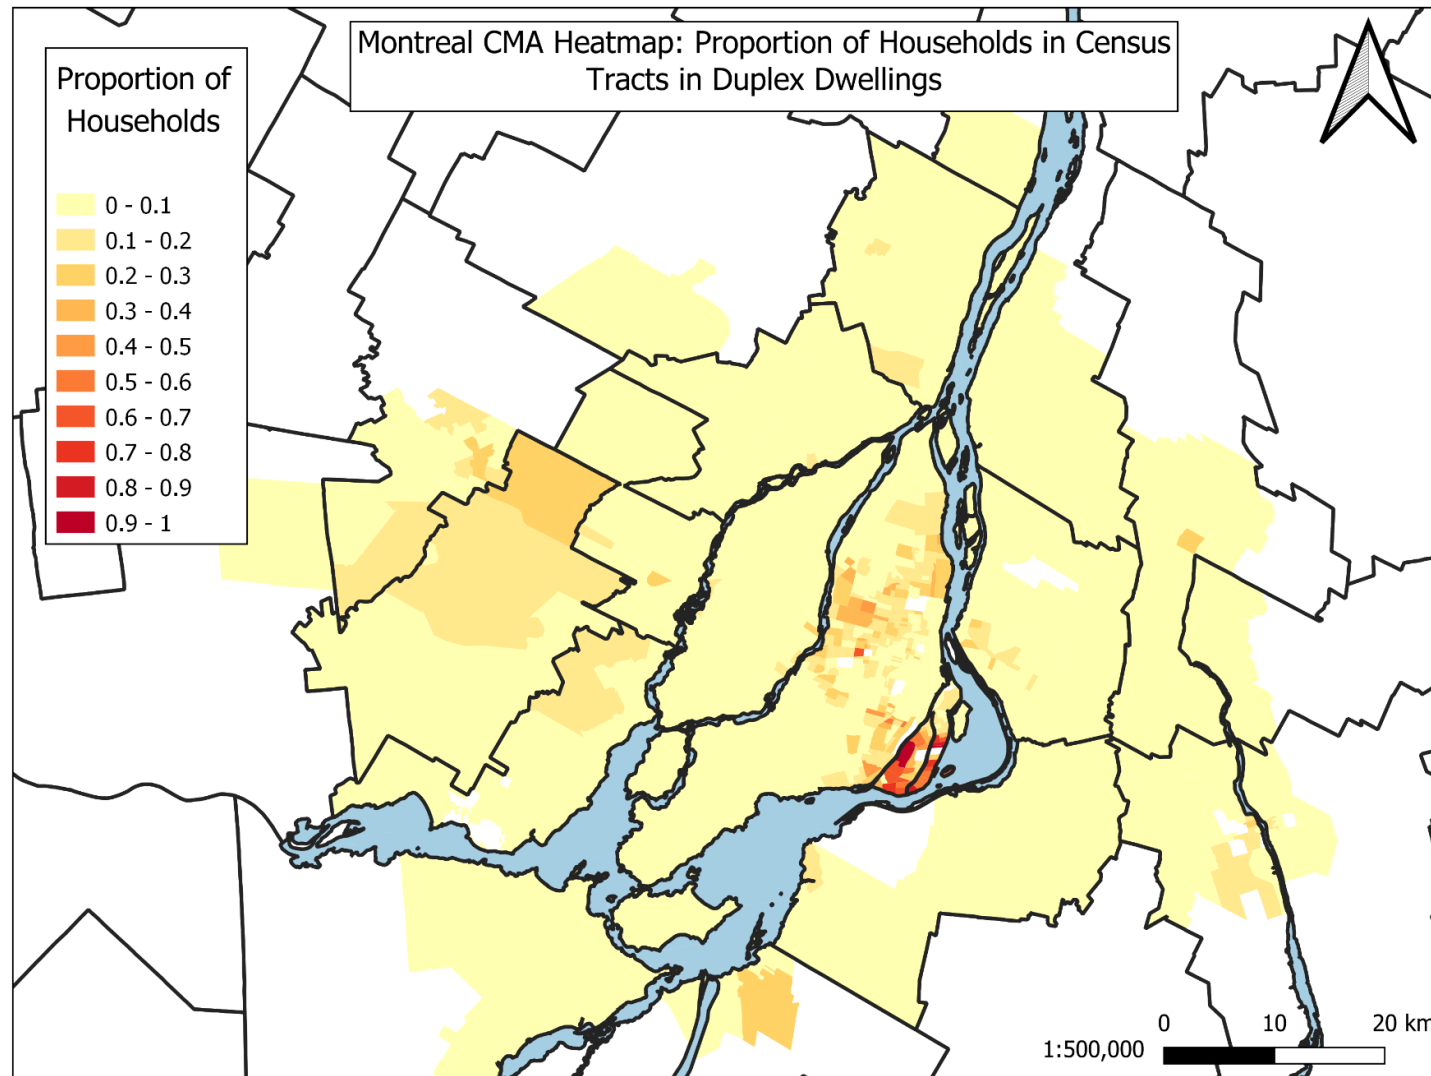 Montreal CMA Heatmap: Proportion of Households in Census
Tracts in Duplex Dwellings
Proportion of
Households
0 - 0.1
0.1 - 0.2
0.2 - 0.3
0.3 - 0.4
0.4 - 0.5
0.5 - 0.6
0.6 - 0.7
0.7 - 0.8
0.8 - 0.9
0.9 - 1
0 10 20 km
1:500,000